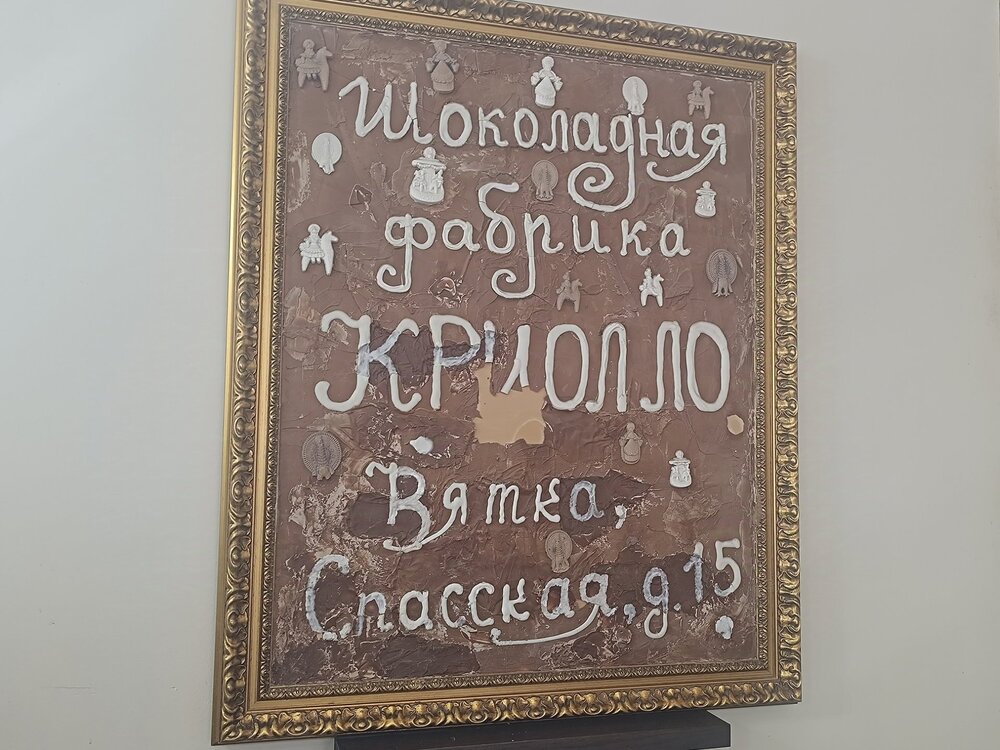 Шоколадная
фабрика
КРИОЛЛО
Вятка,
Спасская, д. 15